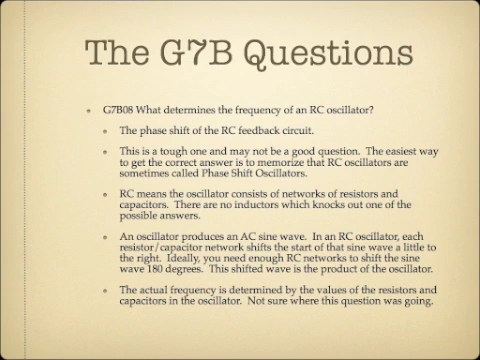 The G7B Questions
G7B08 What determines the frequency of an RC oscillator?
The phase shift of the RC feedback circuit.
This is a tough one and may not be a good question. The easiest way
to get the correct answer is to memorize that RC oscillators are
sometimes called Phase Shift Oscillators.
RC means the oscillator consists of networks of resistors and
capacitors. There are no inductors which knocks out one of the
possible answers.
An oscillator produces an AC sine wave. In an RC oscillator, each
resistor/capacitor network shifts the start of that sine wave a little to
the right. Ideally, you need enough RC networks to shift the sine
wave 180 degrees. This shifted wave is the product of the oscillator.
The actual frequency is determined by the values of the resistors and
capacitors in the oscillator. Not sure where this question was going.